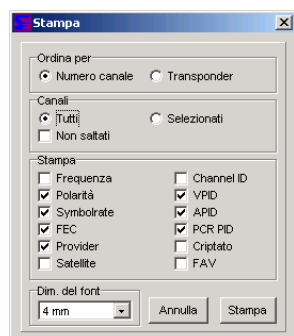 Stampa
Ordina per
Numero canale Transponder
Canali
Tutti Selezionati
Non saltati
Stampa
Frequenza Channel ID
Polarità VPID
Symbolrate APID
FEC PCR PID
Provider Criptato
Satellite FAV
Dim. del font
4 mm Annulla Stampa